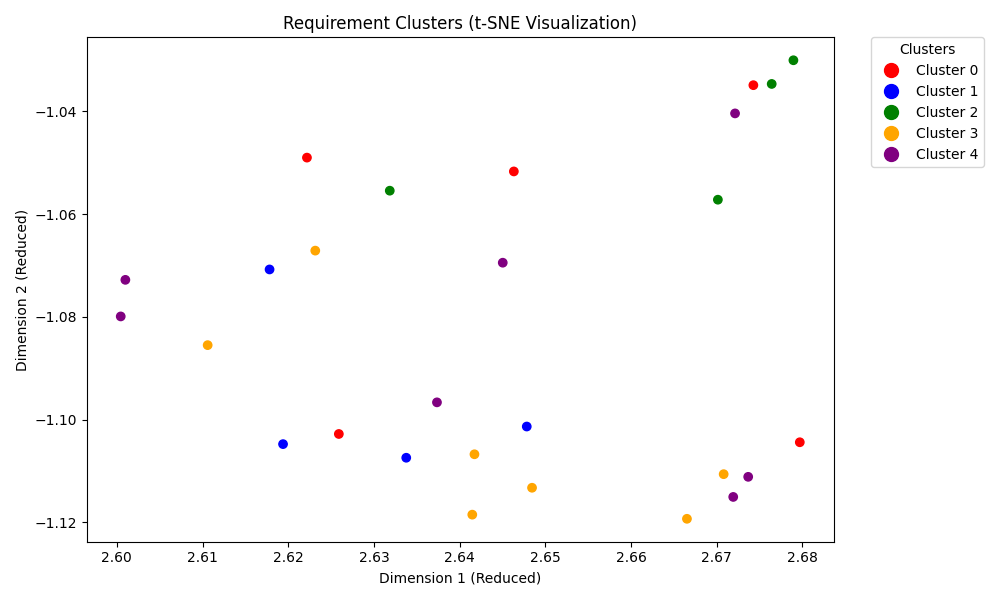 Requirement Clusters (t-SNE Visualization)
Clusters
Cluster 0
Cluster 1
Cluster 2
Cluster 3
Cluster 4
Dimension 2 (Reduced)
−1.04
−1.06
−1.08
−1.10
−1.12
2.60 2.61 2.62 2.63 2.64 2.65 2.66 2.67 2.68
Dimension 1 (Reduced)